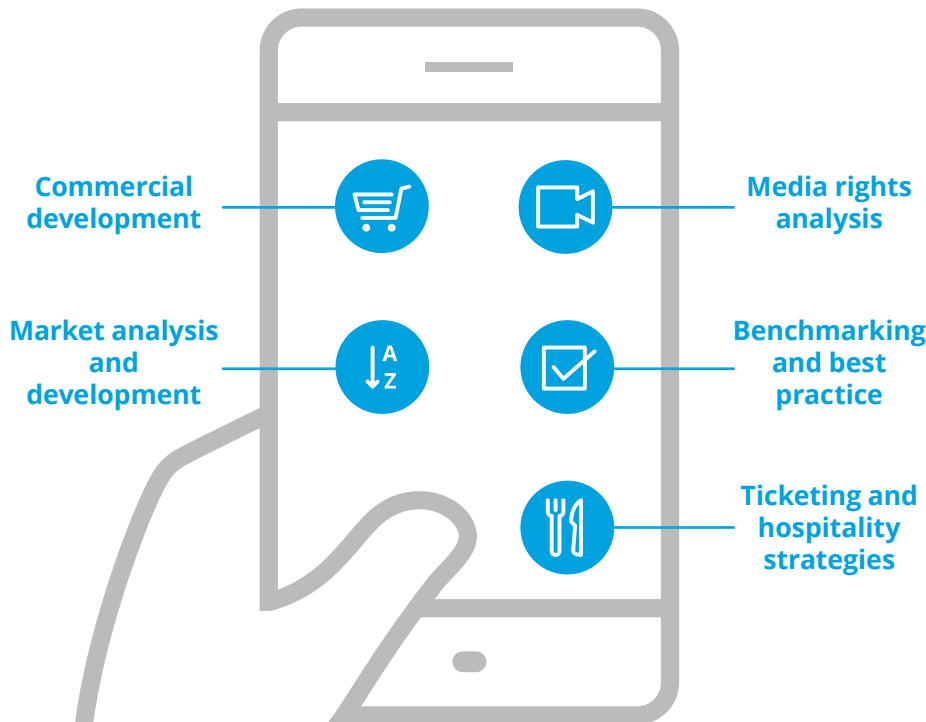 Commercial
development
Media rights
analysis
Market analysis
and
development
A
Z
Benchmarking
and best
practice
Ticketing and
hospitality
strategies